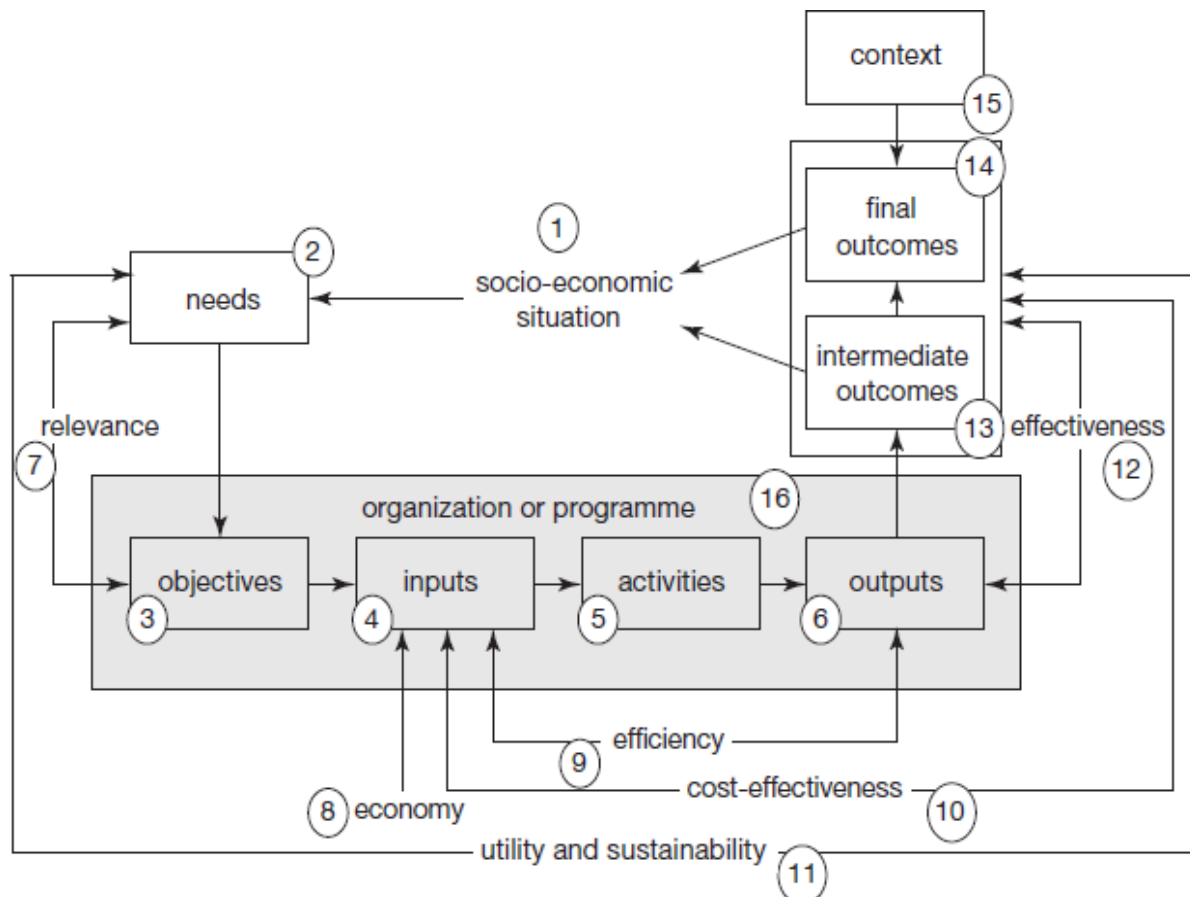 context
15
14
final
outcomes
1
2
socio-economic
situation
needs
intermediate
outcomes
13
relevance
7
effectiveness
12
16
organization or programme
objectives
inputs
activities
outputs
3
4
5
6
efficiency
9
cost-effectiveness
10
8
economy
utility and sustainability
11